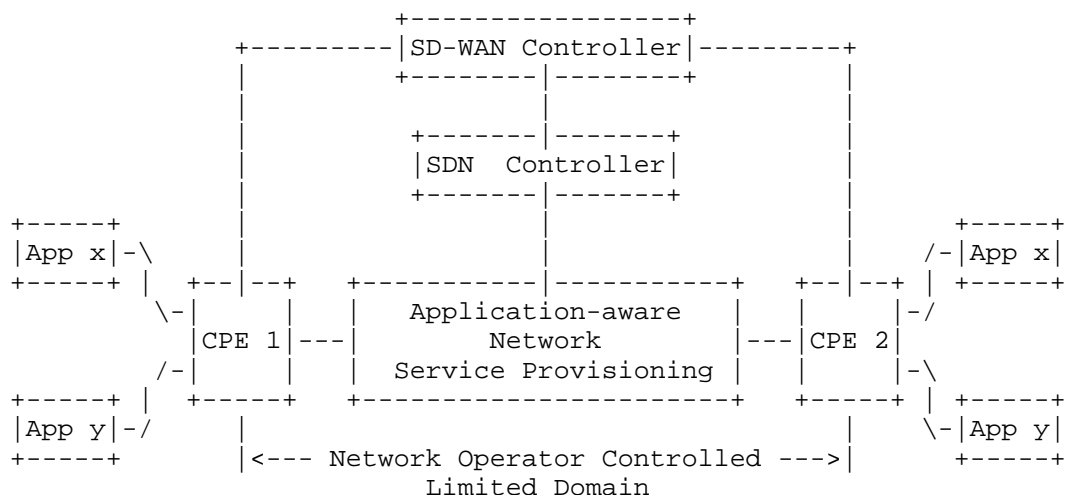 SD-WAN Controller
SDN Controller
App x App x
Application-aware
CPE 1 Network CPE 2
Service Provisioning
App y App y
<--- Network Operator Controlled --->
Limited Domain